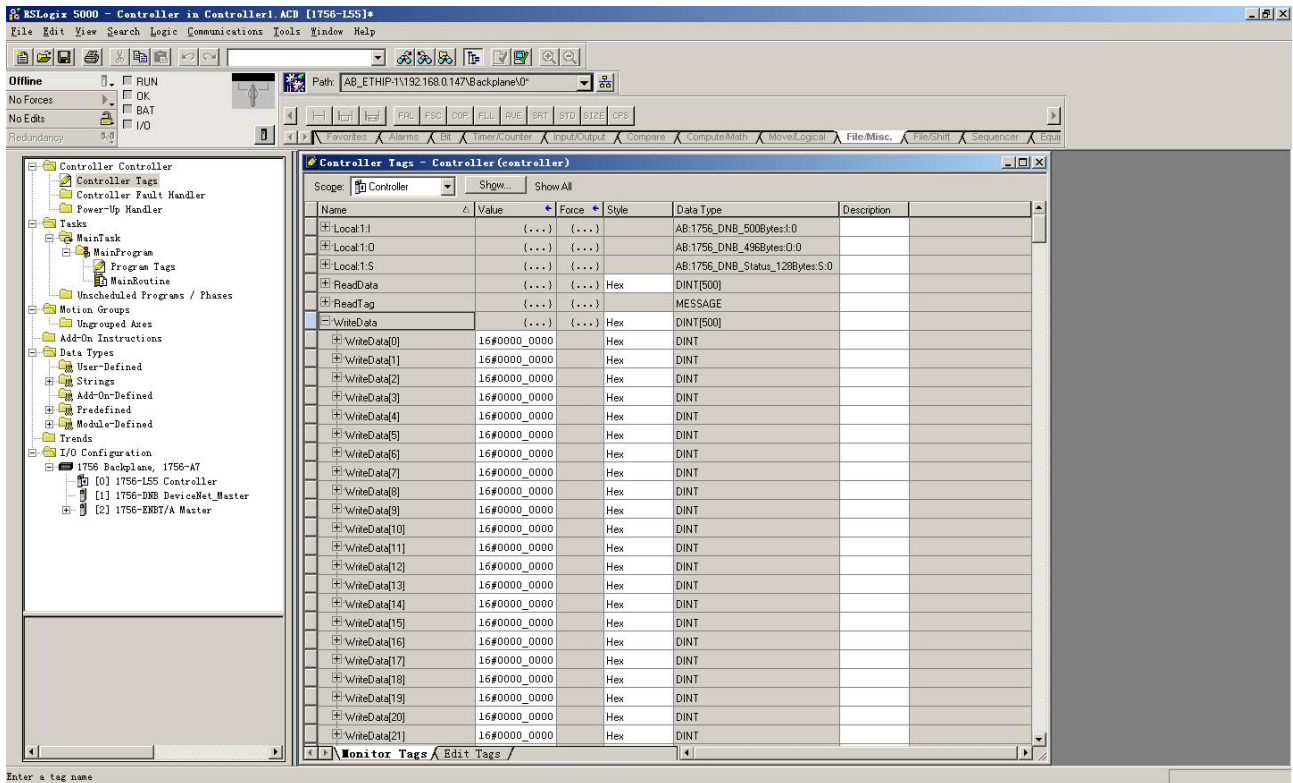 RSLogix 5000 - Controller in Controller1.ACD [1756-L55]*
File Edit View Search Logic Communications Tools Window Help
Offline
RUN
Path: AB_ETHIP-1\192.168.0.147\Backplane\0*
No Forces
OK
No Edits
BAT
I/O
Redundancy
FAL FSC COP FLL AVE SRT STD SIZE CPS
Favorites Alarms Bit Timer/Counter Input/Output Compare Compute/Math Move/Logical File/Misc. File/Shift Sequencer Equi
Controller Controller
Controller Tags
Controller Fault Handler
Power-Up Handler
Tasks
MainTask
MainProgram
Program Tags
MainRoutine
Unscheduled Programs / Phases
Motion Groups
Ungrouped Axes
Add-On Instructions
Data Types
User-Defined
Strings
Add-On-Defined
Predefined
Module-Defined
Trends
I/O Configuration
1756 Backplane, 1756-A7
[0] 1756-L55 Controller
[1] 1756-DNB DeviceNet_Master
[2] 1756-ENBT/A Master
Controller Tags - Controller(controller)
Scope: Controller Show... Show All
Name Value Force Style Data Type Description
Local:1:I {...} {...} AB:1756_DNB_500Bytes:I:0
Local:1:O {...} {...} AB:1756_DNB_496Bytes:O:0
Local:1:S {...} {...} AB:1756_DNB_Status_128Bytes:S:0
ReadData {...} {...} Hex DINT[500]
ReadTag {...} {...} MESSAGE
WriteData {...} {...} Hex DINT[500]
WriteData[0] 16#0000_0000 Hex DINT
WriteData[1] 16#0000_0000 Hex DINT
WriteData[2] 16#0000_0000 Hex DINT
WriteData[3] 16#0000_0000 Hex DINT
WriteData[4] 16#0000_0000 Hex DINT
WriteData[5] 16#0000_0000 Hex DINT
WriteData[6] 16#0000_0000 Hex DINT
WriteData[7] 16#0000_0000 Hex DINT
WriteData[8] 16#0000_0000 Hex DINT
WriteData[9] 16#0000_0000 Hex DINT
WriteData[10] 16#0000_0000 Hex DINT
WriteData[11] 16#0000_0000 Hex DINT
WriteData[12] 16#0000_0000 Hex DINT
WriteData[13] 16#0000_0000 Hex DINT
WriteData[14] 16#0000_0000 Hex DINT
WriteData[15] 16#0000_0000 Hex DINT
WriteData[16] 16#0000_0000 Hex DINT
WriteData[17] 16#0000_0000 Hex DINT
WriteData[18] 16#0000_0000 Hex DINT
WriteData[19] 16#0000_0000 Hex DINT
WriteData[20] 16#0000_0000 Hex DINT
WriteData[21] 16#0000_0000 Hex DINT
Monitor Tags Edit Tags
Enter a tag name